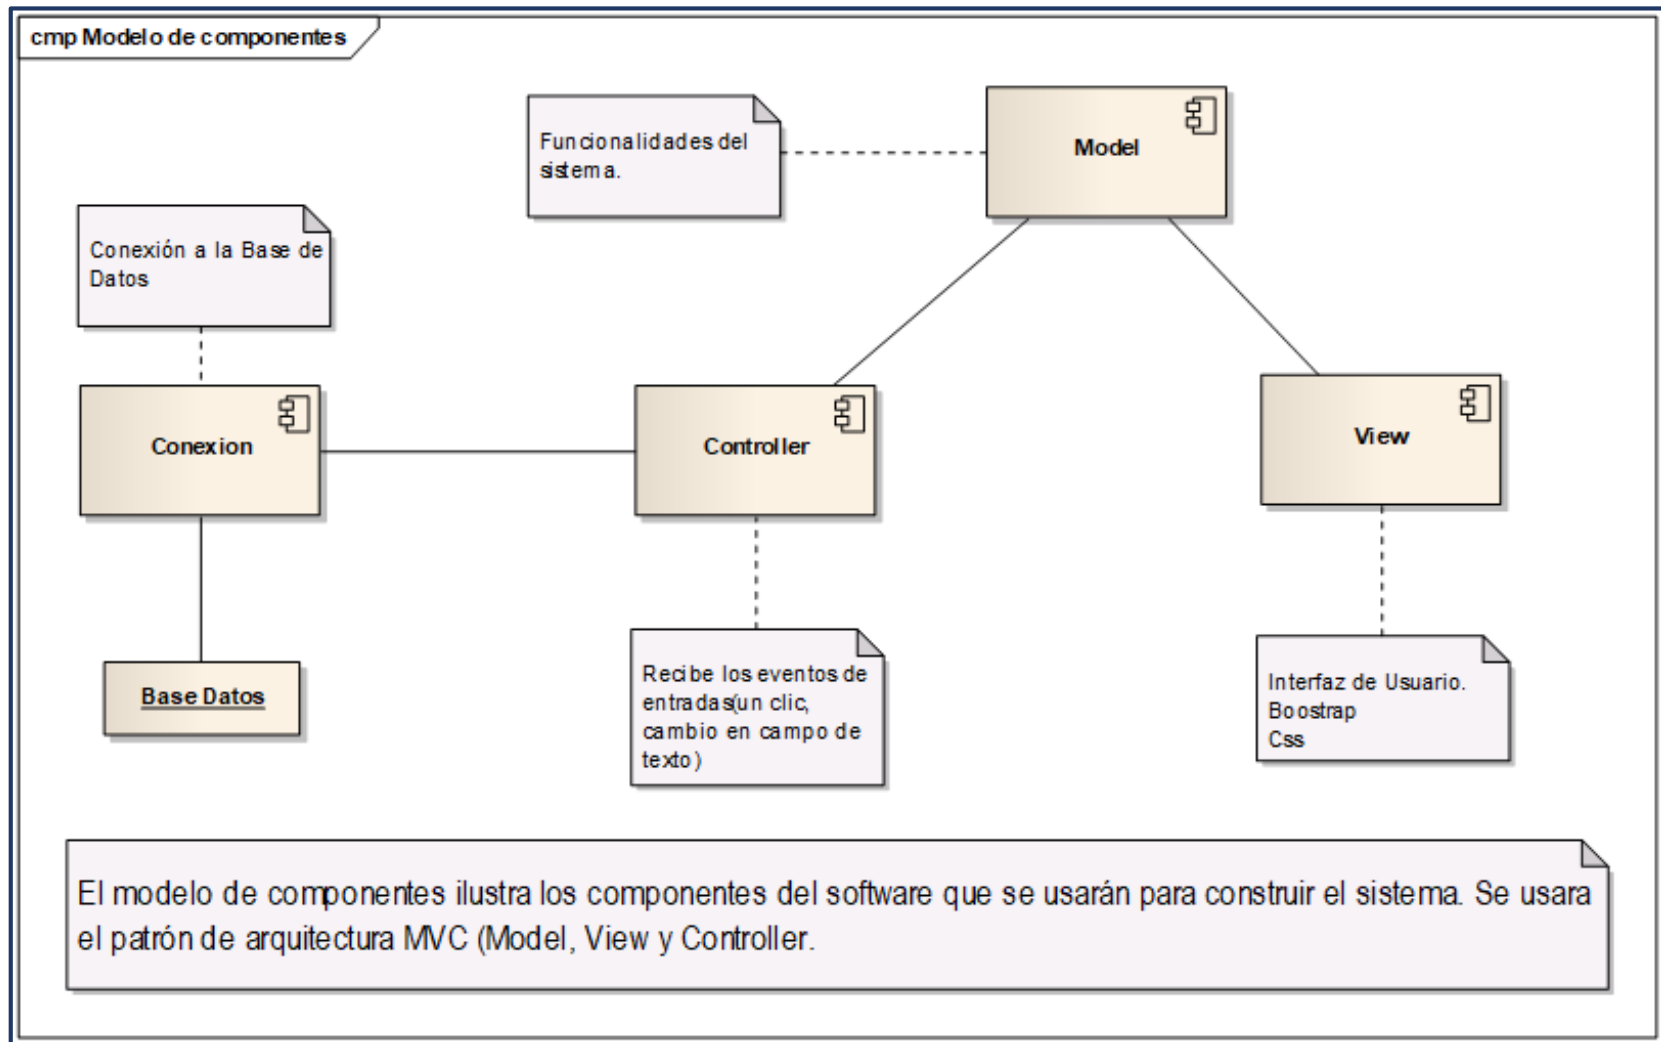 cmp Modelo de componentes
Funcionalidades del
sistema.
Model
Conexión a la Base de
Datos
Conexion
Controller
View
Base Datos
Recibe los eventos de
entradas(un clic,
cambio en campo de
texto)
Interfaz de Usuario.
Boostrap
Css
El modelo de componentes ilustra los componentes del software que se usarán para construir el sistema. Se usara
el patrón de arquitectura MVC (Model, View y Controller.